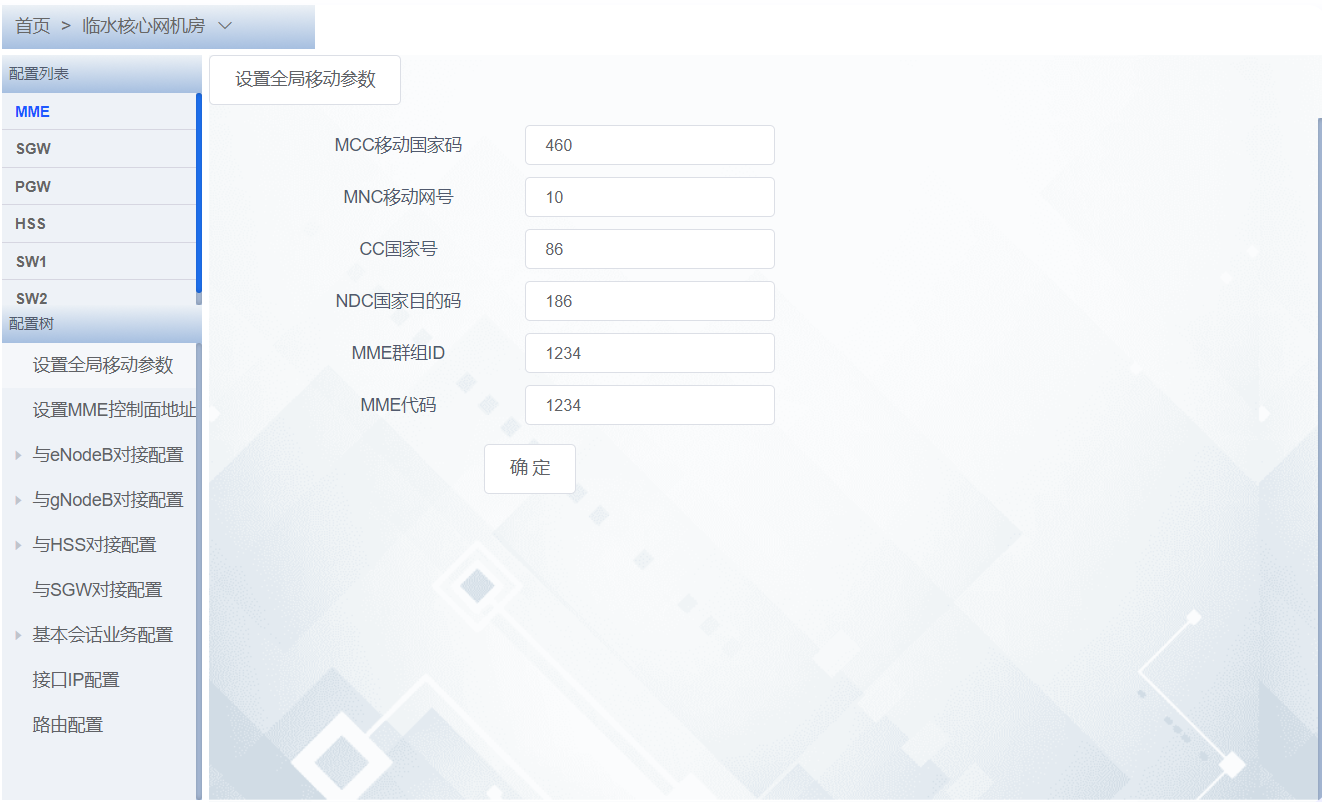 首页 > 临水核心网机房
配置列表
MME
SGW
PGW
HSS
SW1
SW2
配置树
设置全局移动参数
设置MME控制面地址
与eNodeB对接配置
与gNodeB对接配置
与HSS对接配置
与SGW对接配置
基本会话业务配置
接口IP配置
路由配置
设置全局移动参数
MCC移动国家码 460
MNC移动网号 10
CC国家号 86
NDC国家目的码 186
MME群组ID 1234
MME代码 1234
确 定